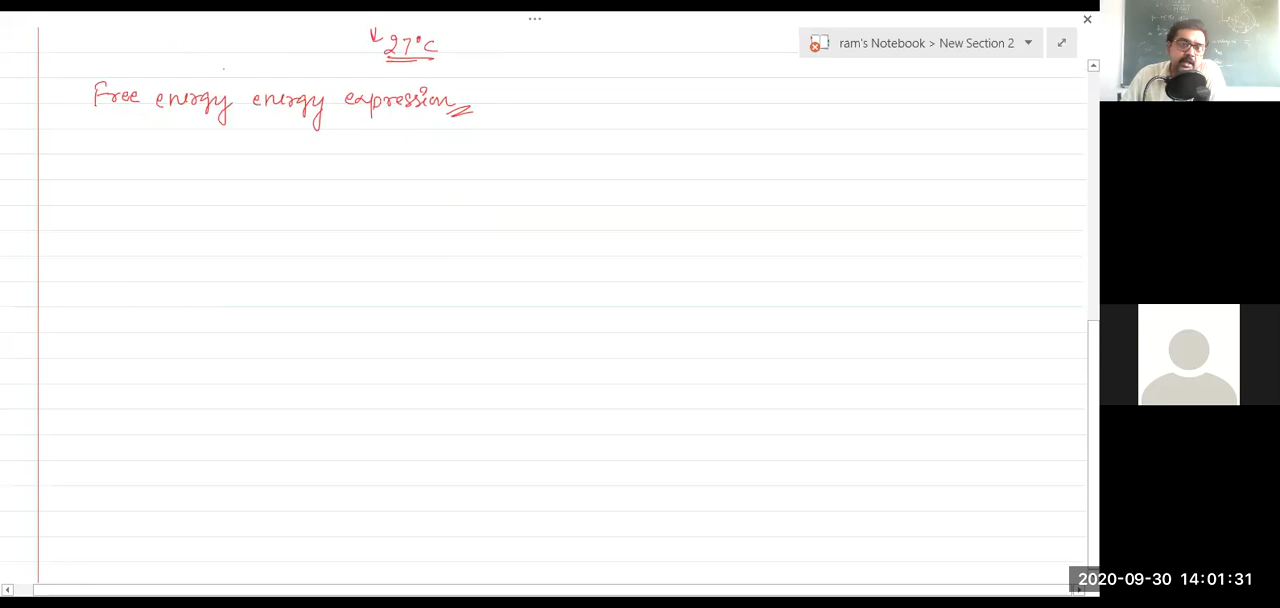 ram's Notebook > New Section 2
↓ 27°C
Free energy energy expression
2020-09-30 14:01:31